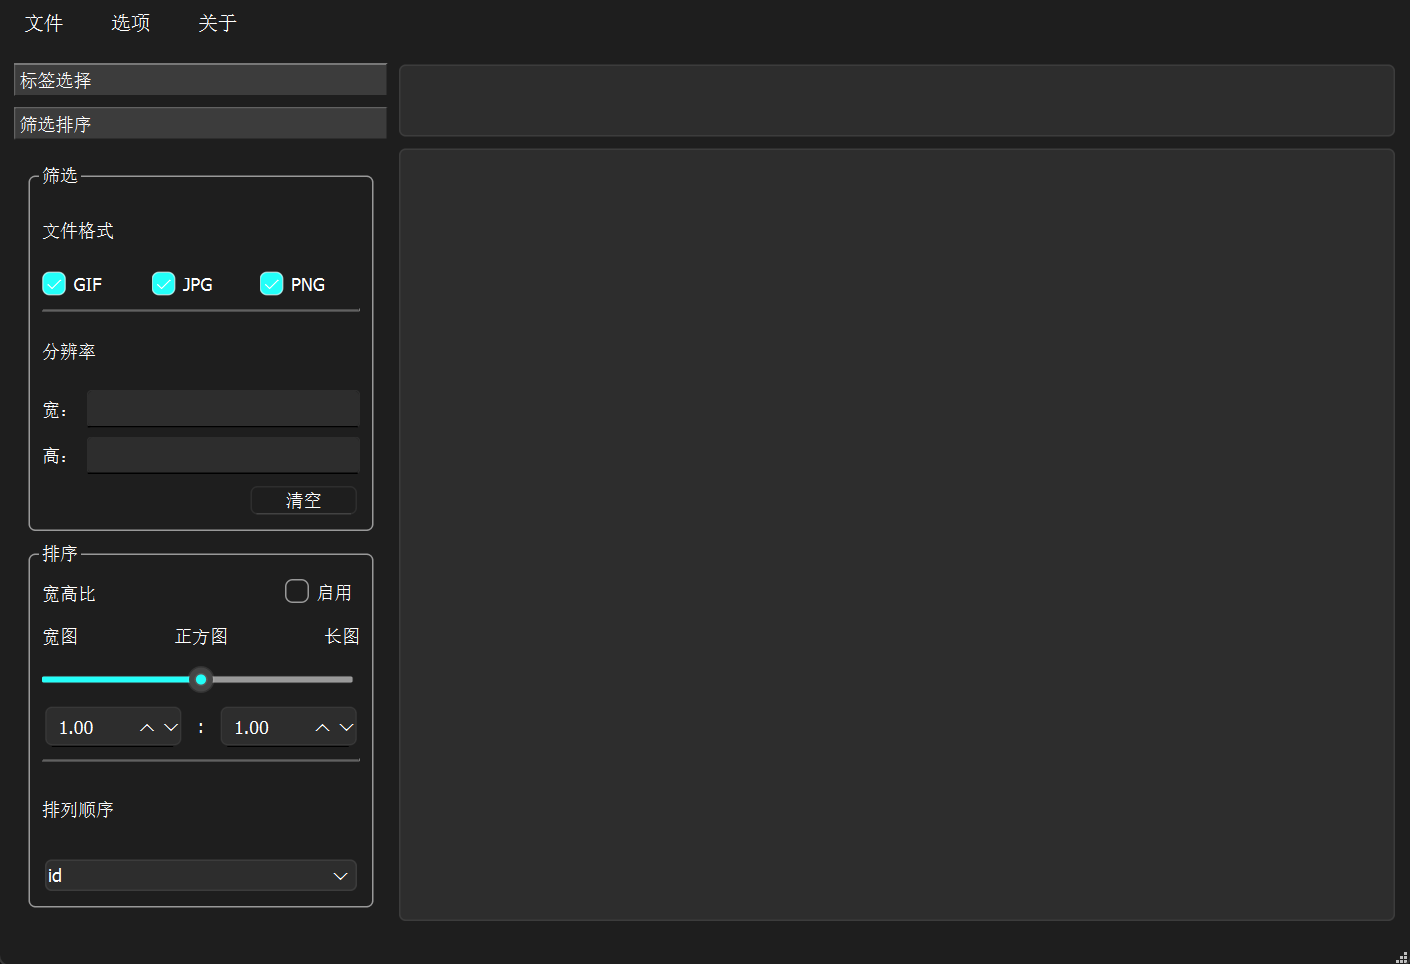 文件 选项 关于
标签选择
筛选排序
筛选
文件格式
GIF JPG PNG
分辨率
宽：
高：
清空
排序
宽高比 启用
宽图 正方图 长图
1.00 : 1.00
排列顺序
id